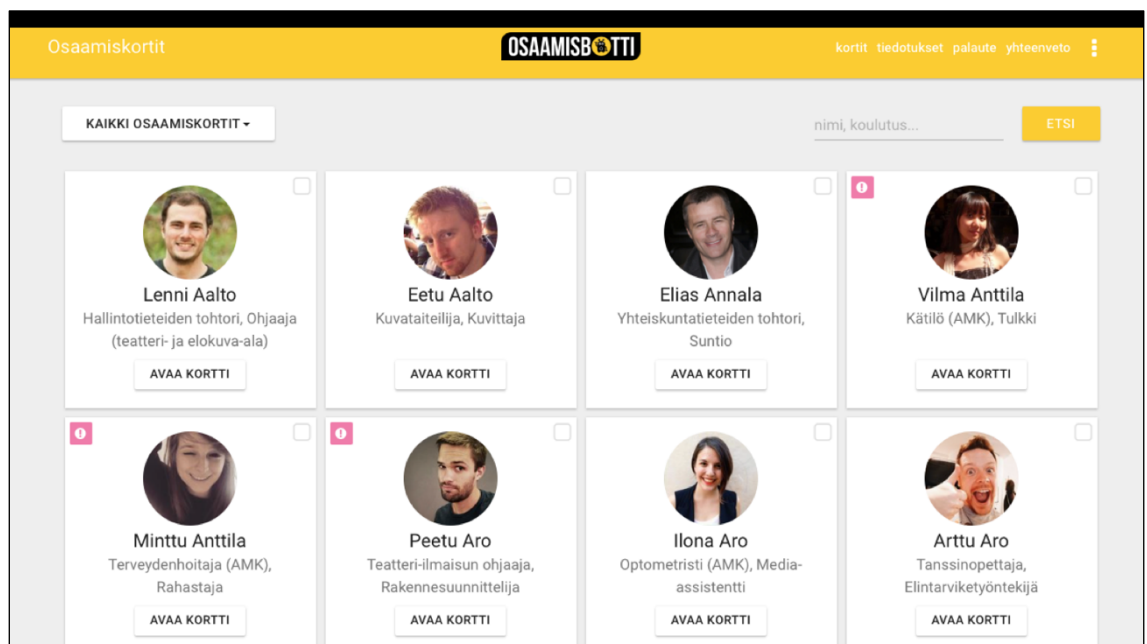 Osaamiskortit
OSAAMISBOTTI
kortit tiedotukset palaute yhteenveto
KAIKKI OSAAMISKORTIT
nimi, koulutus...
ETSI
Lenni Aalto
Hallintotieteiden tohtori, Ohjaaja
(teatteri- ja elokuva-ala)
AVAA KORTTI
Eetu Aalto
Kuvataiteilija, Kuvittaja
AVAA KORTTI
Elias Annala
Yhteiskuntatieteiden tohtori,
Suntio
AVAA KORTTI
Vilma Anttila
Kätilö (AMK), Tulkki
AVAA KORTTI
Minttu Anttila
Terveydenhoitaja (AMK),
Rahastaja
AVAA KORTTI
Peetu Aro
Teatteri-ilmaisun ohjaaja,
Rakennesuunnittelija
AVAA KORTTI
Ilona Aro
Optometristi (AMK), Media-
assistentti
AVAA KORTTI
Arttu Aro
Tanssinopettaja,
Elintarviketyöntekijä
AVAA KORTTI